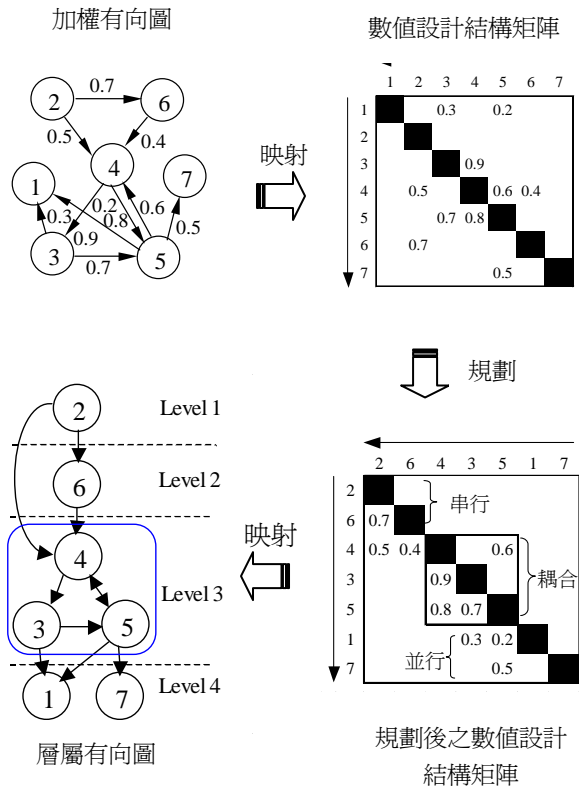 加權有向圖
0.7
2
6
0.5
0.4
4
1
7
0.3
0.2
0.8
0.6
0.5
0.9
3
0.7
5
映射
數值設計結構矩陣
1 2 3 4 5 6 7
1 0.3 0.2
2
3 0.9
4 0.5 0.6 0.4
5 0.7 0.8
6 0.7
7 0.5
規劃
2 6 4 3 5 1 7
2
串行
6 0.7
4 0.5 0.4 0.6
3 0.9
耦合
5 0.8 0.7
1 0.3 0.2
並行
7 0.5
規劃後之數值設計
結構矩陣
映射
2
Level 1
6
Level 2
4
Level 3
3
5
Level 4
1
7
層屬有向圖